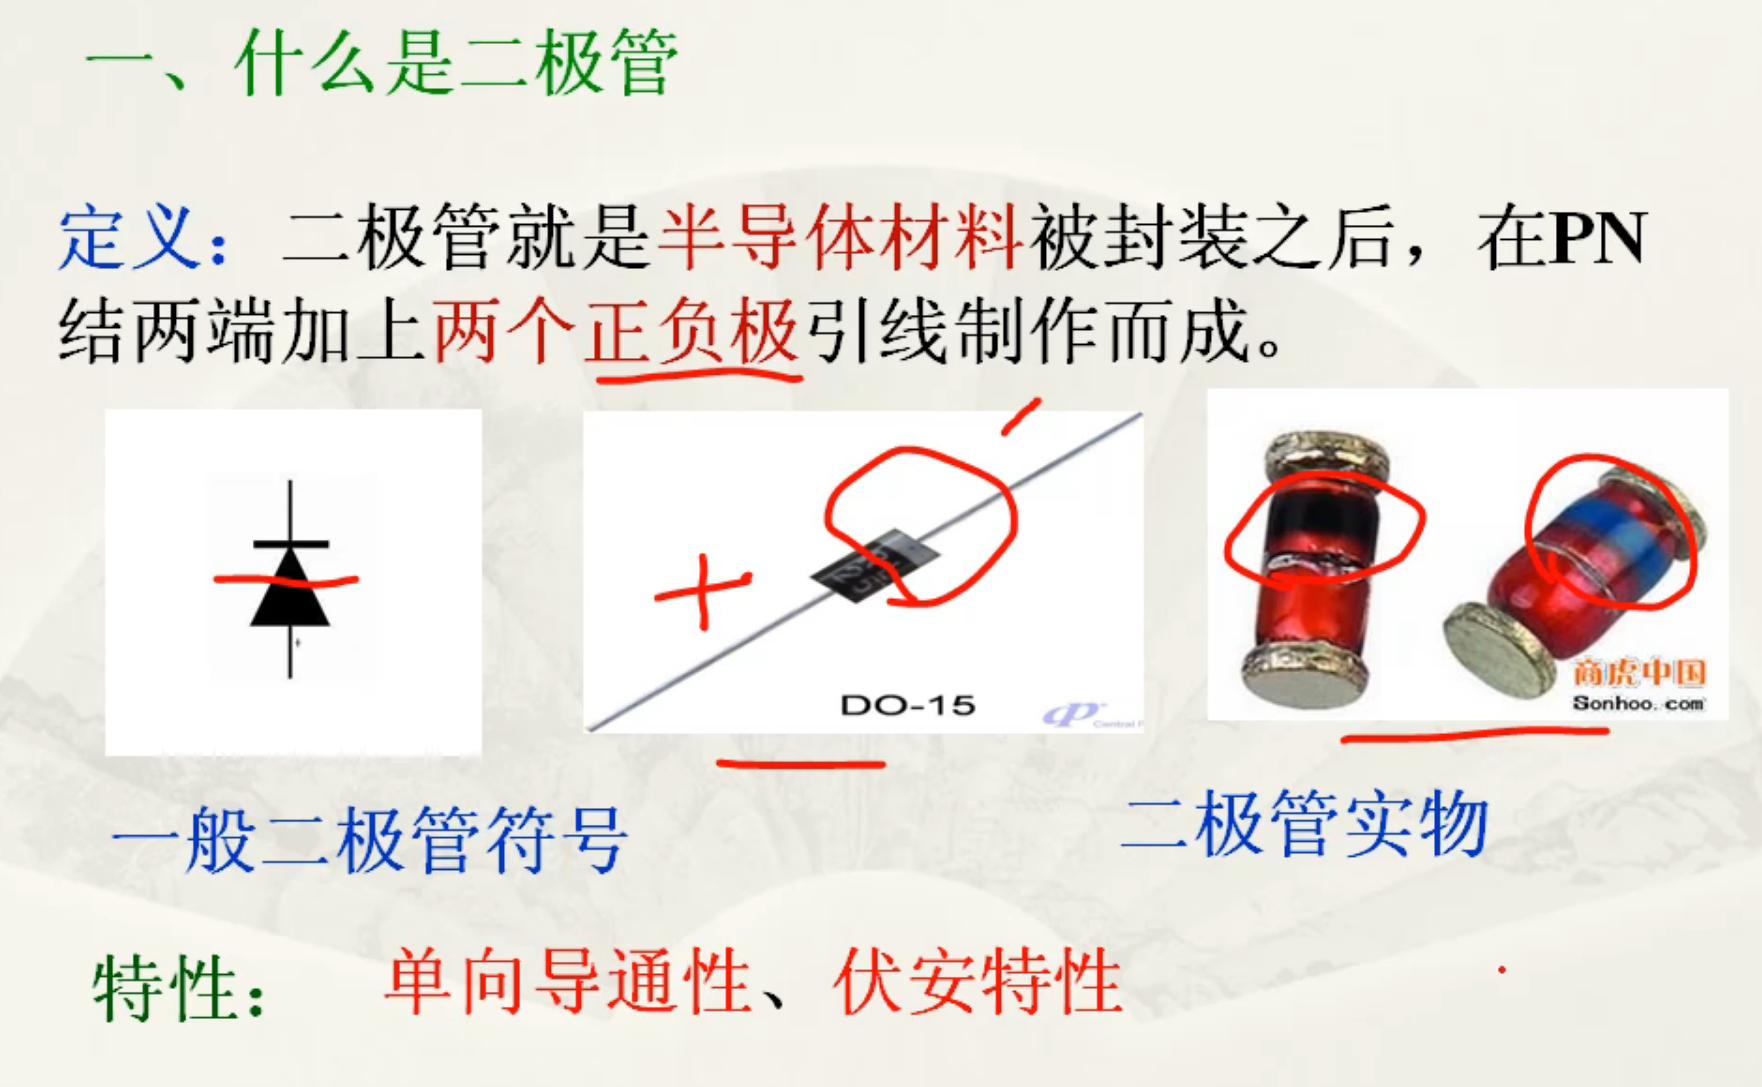 一、什么是二极管
定义：二极管就是半导体材料被封装之后，在PN
结两端加上两个正负极引线制作而成。
+
-
DO-15
商虎中国
Sonhoo.com
一般二极管符号
二极管实物
特性：单向导通性、伏安特性